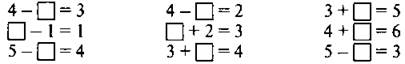 4 − □ = 3 4 − □ = 2 3 + □ = 5
□ − 1 = 1 □ + 2 = 3 4 + □ = 6
5 − □ = 4 3 + □ = 4 5 − □ = 3